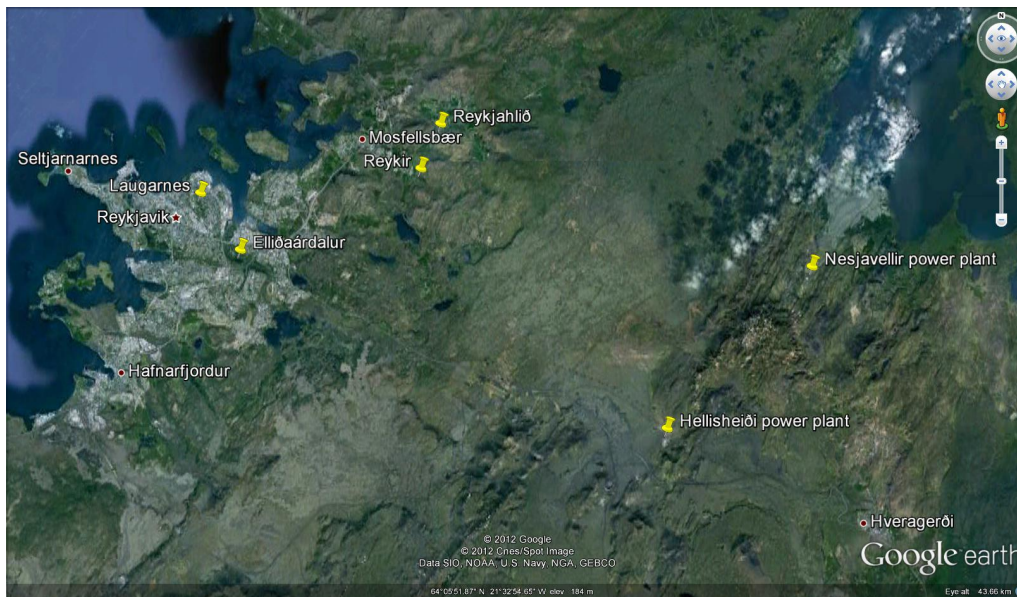 N
Reykjahlið
Mosfellsbær
Reykir
Seltjarnarnes
Laugarnes
Reykjavik
Elliðaárdalur
Nesjavellir power plant
Hafnarfjordur
Hellisheiði power plant
Hveragerði
© 2012 Google
© 2012 Cnes/Spot Image
Data SIO, NOAA, U.S. Navy, NGA, GEBCO
Google earth
64°05'51.87" N 21°32'54.65" W elev 184 m
Eye alt 43.66 km